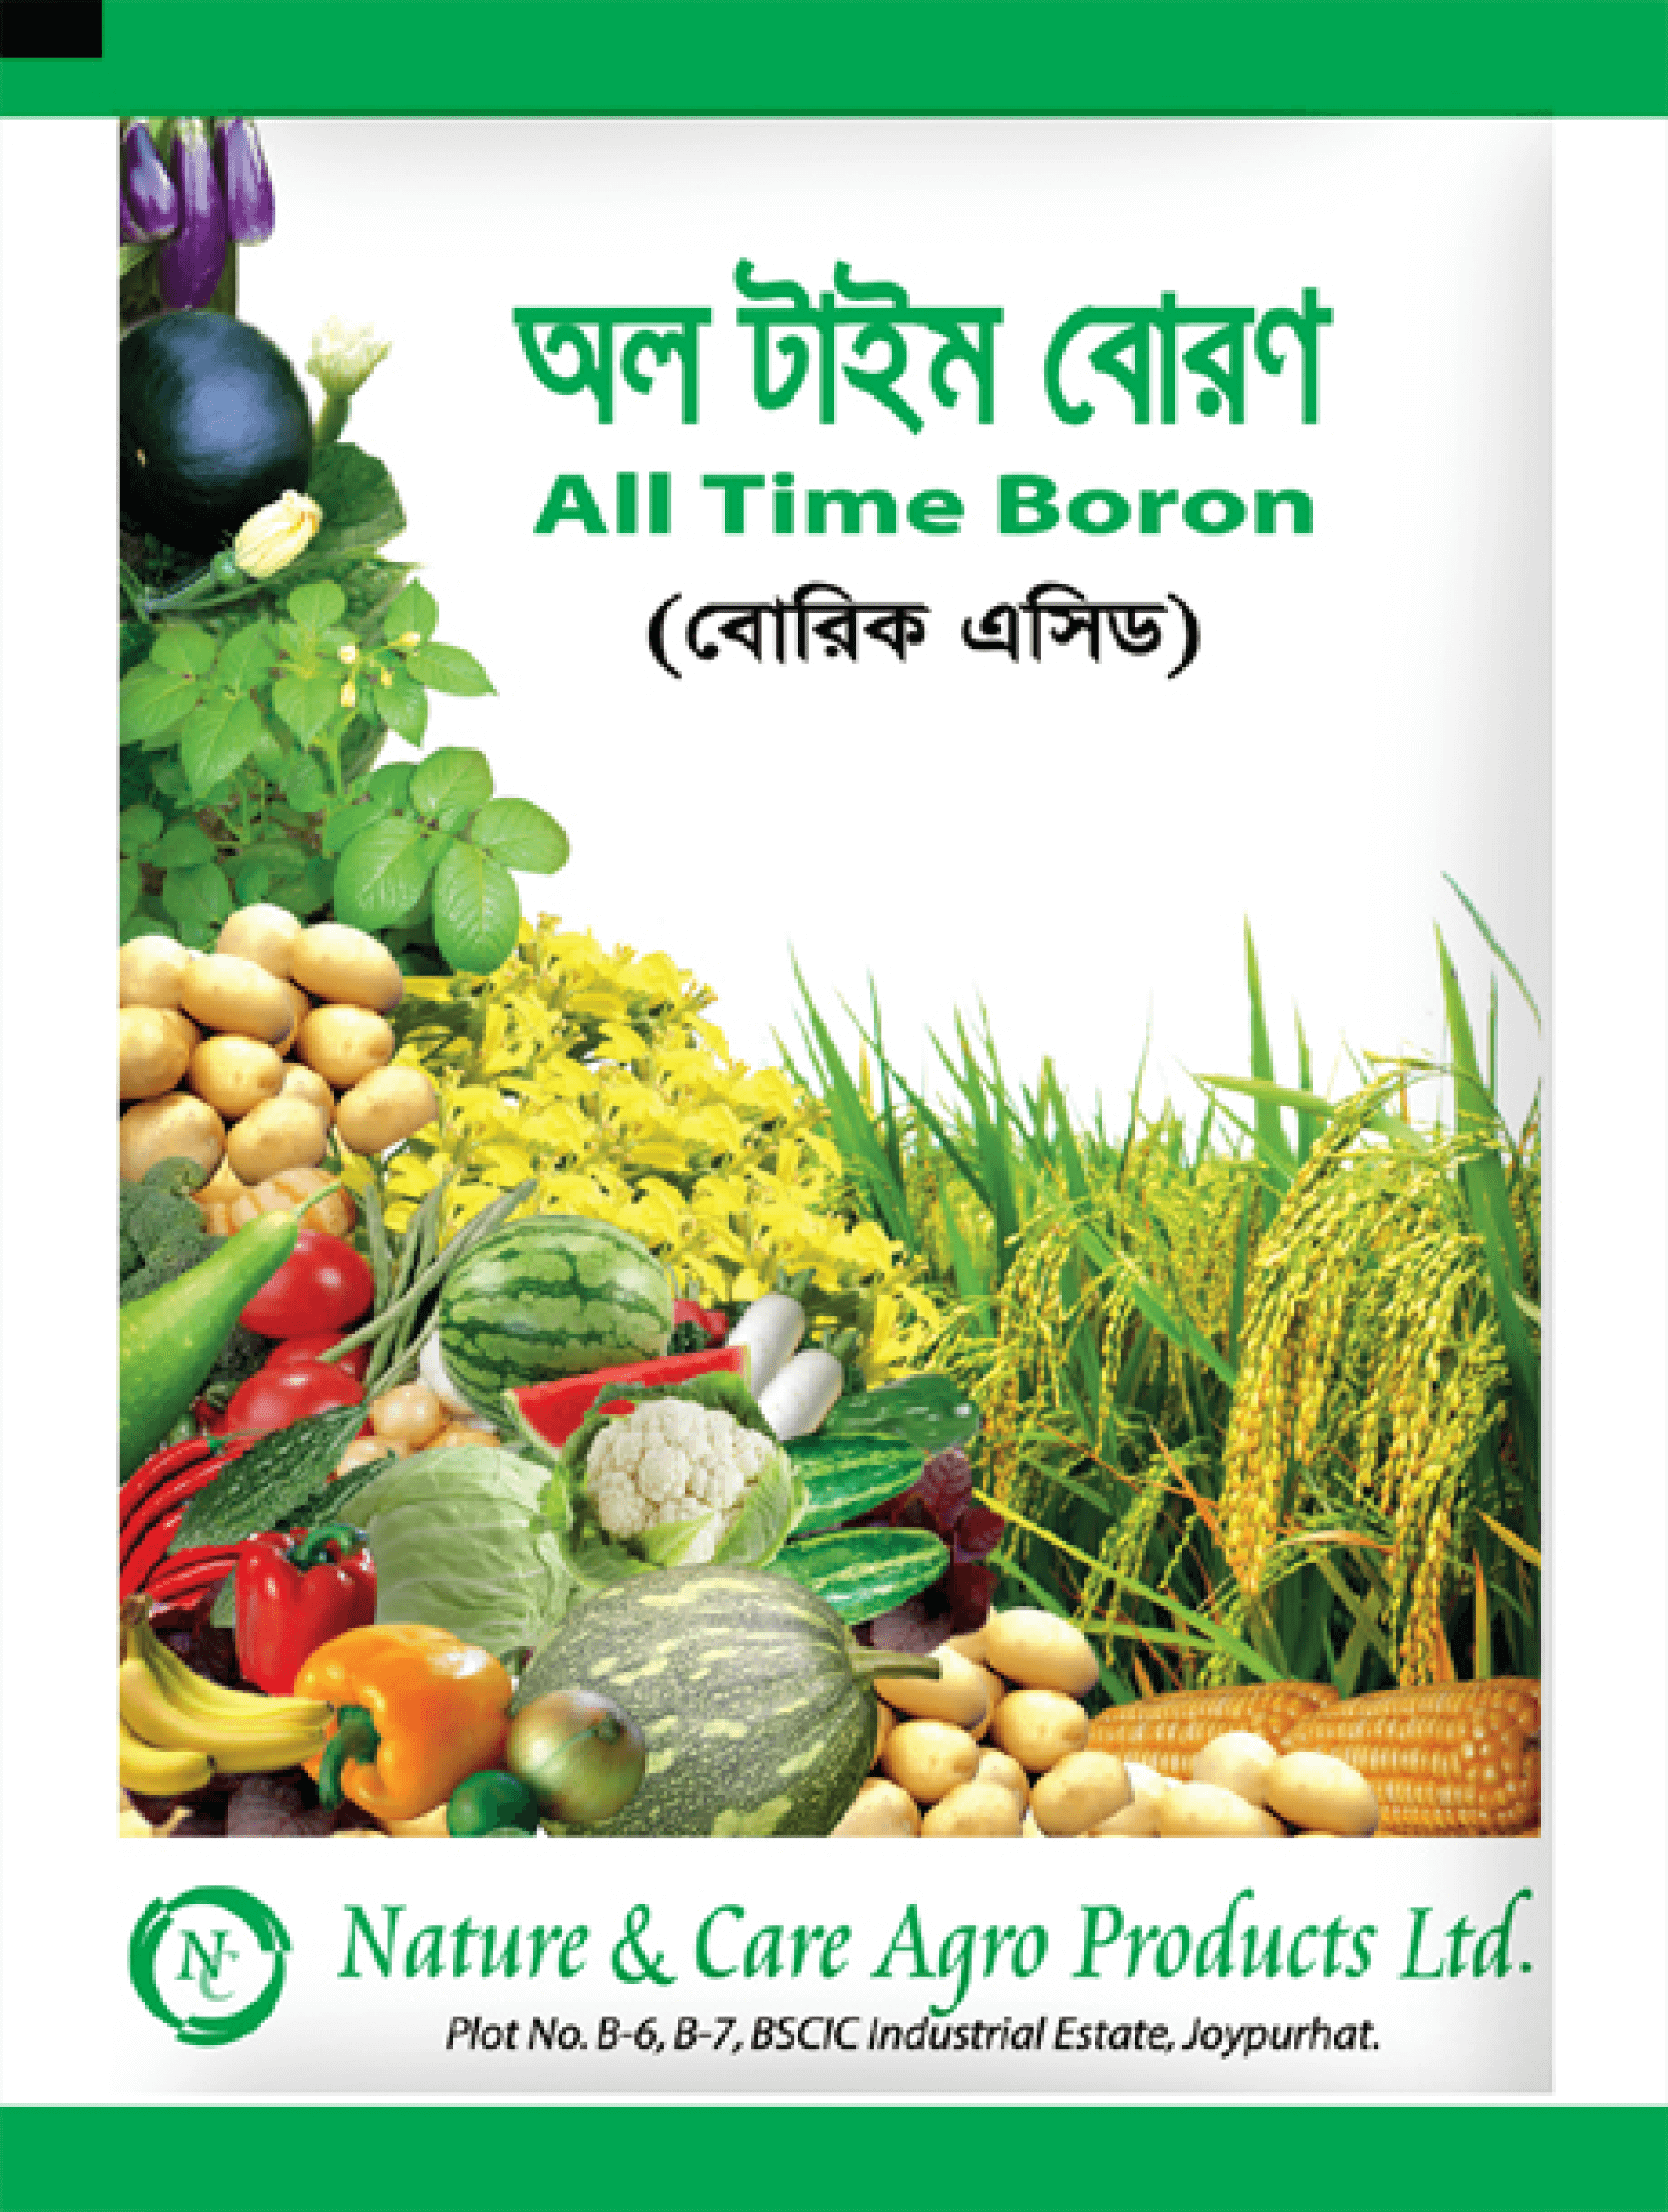 অল টাইম বোরণ
All Time Boron
(বোরিক এসিড)
NCC
Nature & Care Agro Products Ltd.
Plot No. B-6, B-7, BSCIC Industrial Estate, Joypurhat.